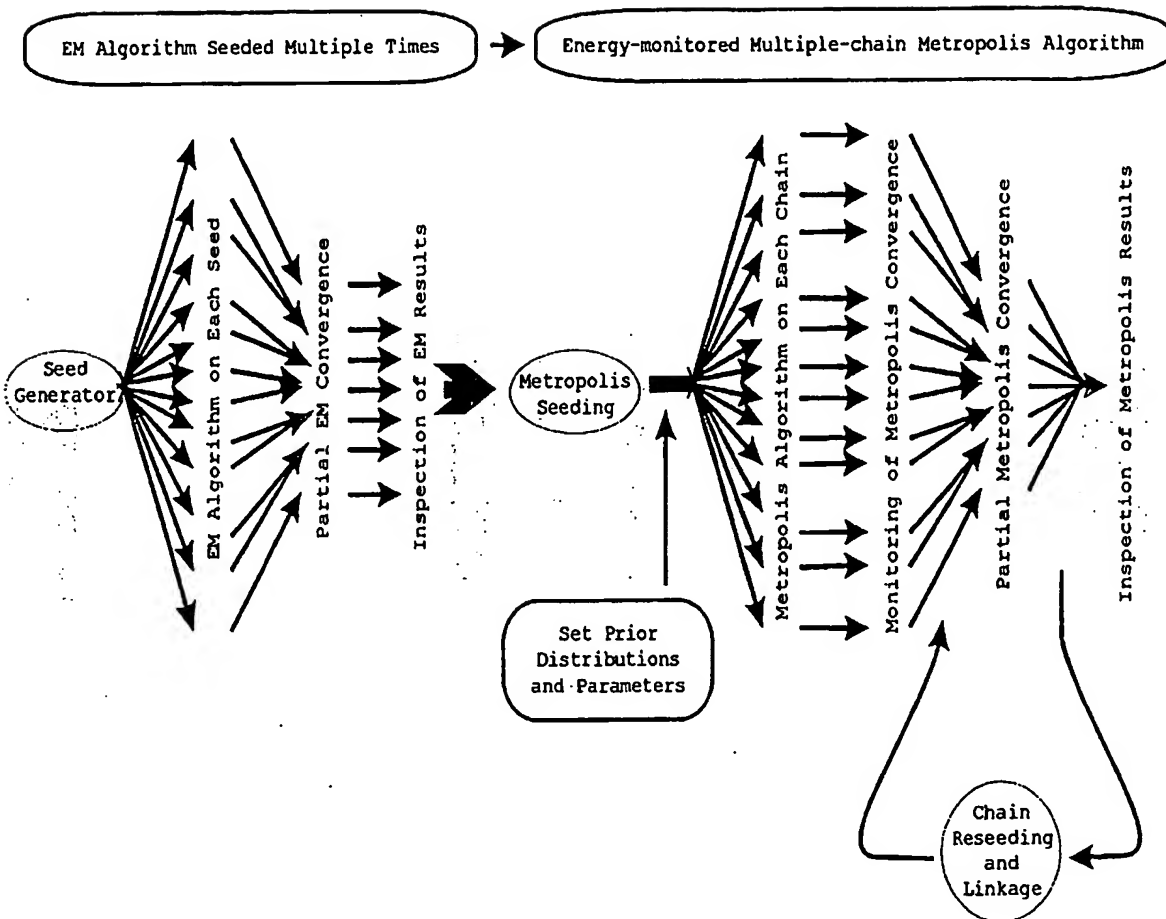 EM Algorithm Seeded Multiple Times
Energy-monitored Multiple-chain Metropolis Algorithm
Seed
Generator
EM Algorithm on Each Seed
Partial EM Convergence
Inspection of EM Results
Metropolis
Seeding
Set Prior
Distributions
and Parameters
Metropolis Algorithm on Each Chain
Monitoring of Metropolis Convergence
Partial Metropolis Convergence
Inspection of Metropolis Results
Chain
Reseeding
and
Linkage